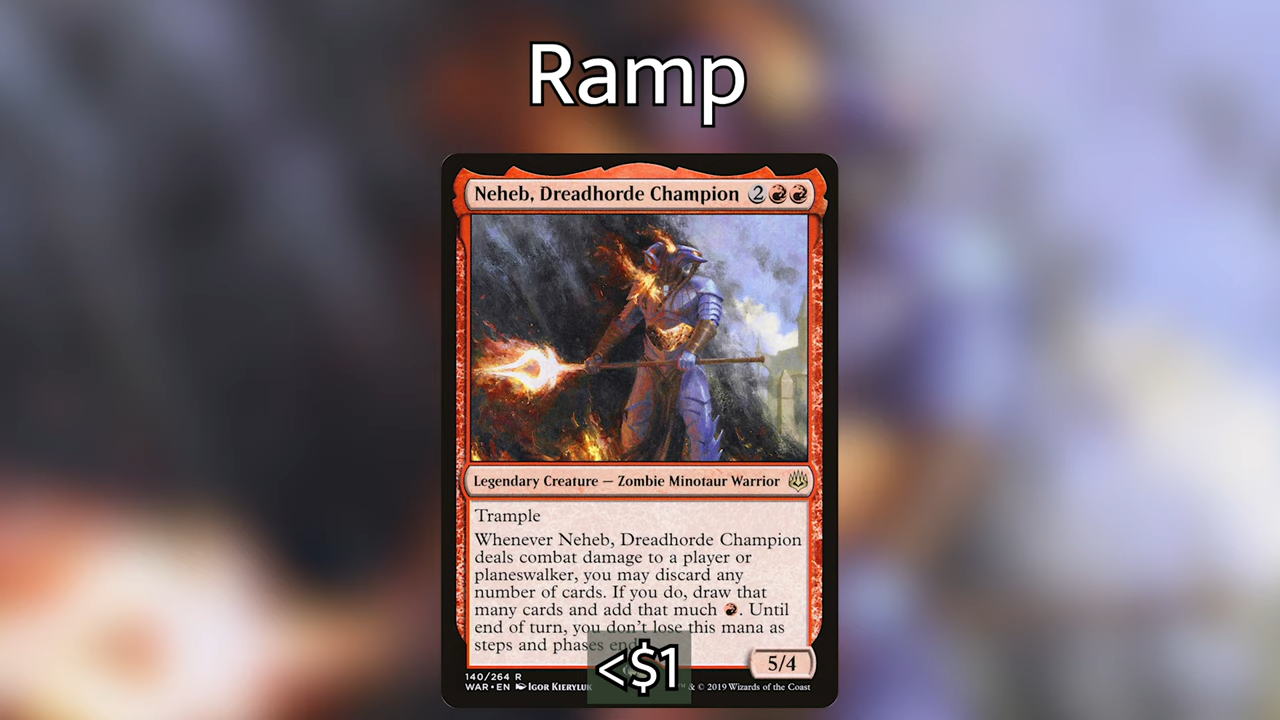 Ramp
Neheb, Dreadhorde Champion 2
Legendary Creature — Zombie Minotaur Warrior
Trample
Whenever Neheb, Dreadhorde Champion
deals combat damage to a player or
planeswalker, you may discard any
number of cards. If you do, draw that
many cards and add that much . Until
end of turn, you don't lose this mana as
steps and phases end
<$1
5/4
140/264 R
WAR • EN Igor Kieryluk
™ & © 2019 Wizards of the Coast